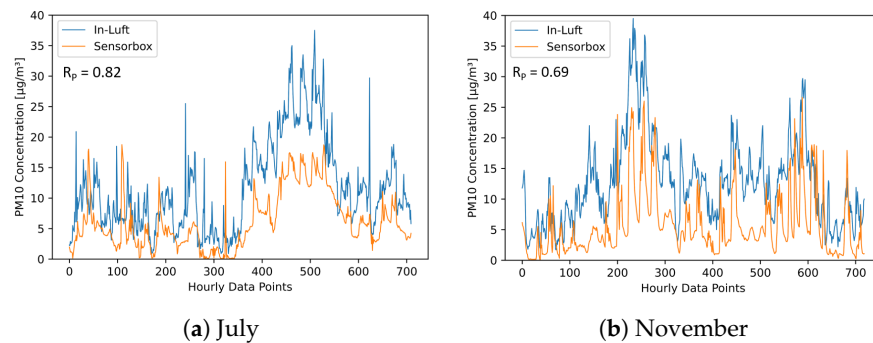 40
35
30
25
20
15
10
5
0
PM10 Concentration [µg/m³]
In-Luft
Sensorbox
R_P = 0.82
0 100 200 300 400 500 600 700
Hourly Data Points
(a) July
40
35
30
25
20
15
10
5
0
PM10 Concentration [µg/m³]
In-Luft
Sensorbox
R_P = 0.69
0 100 200 300 400 500 600 700
Hourly Data Points
(b) November